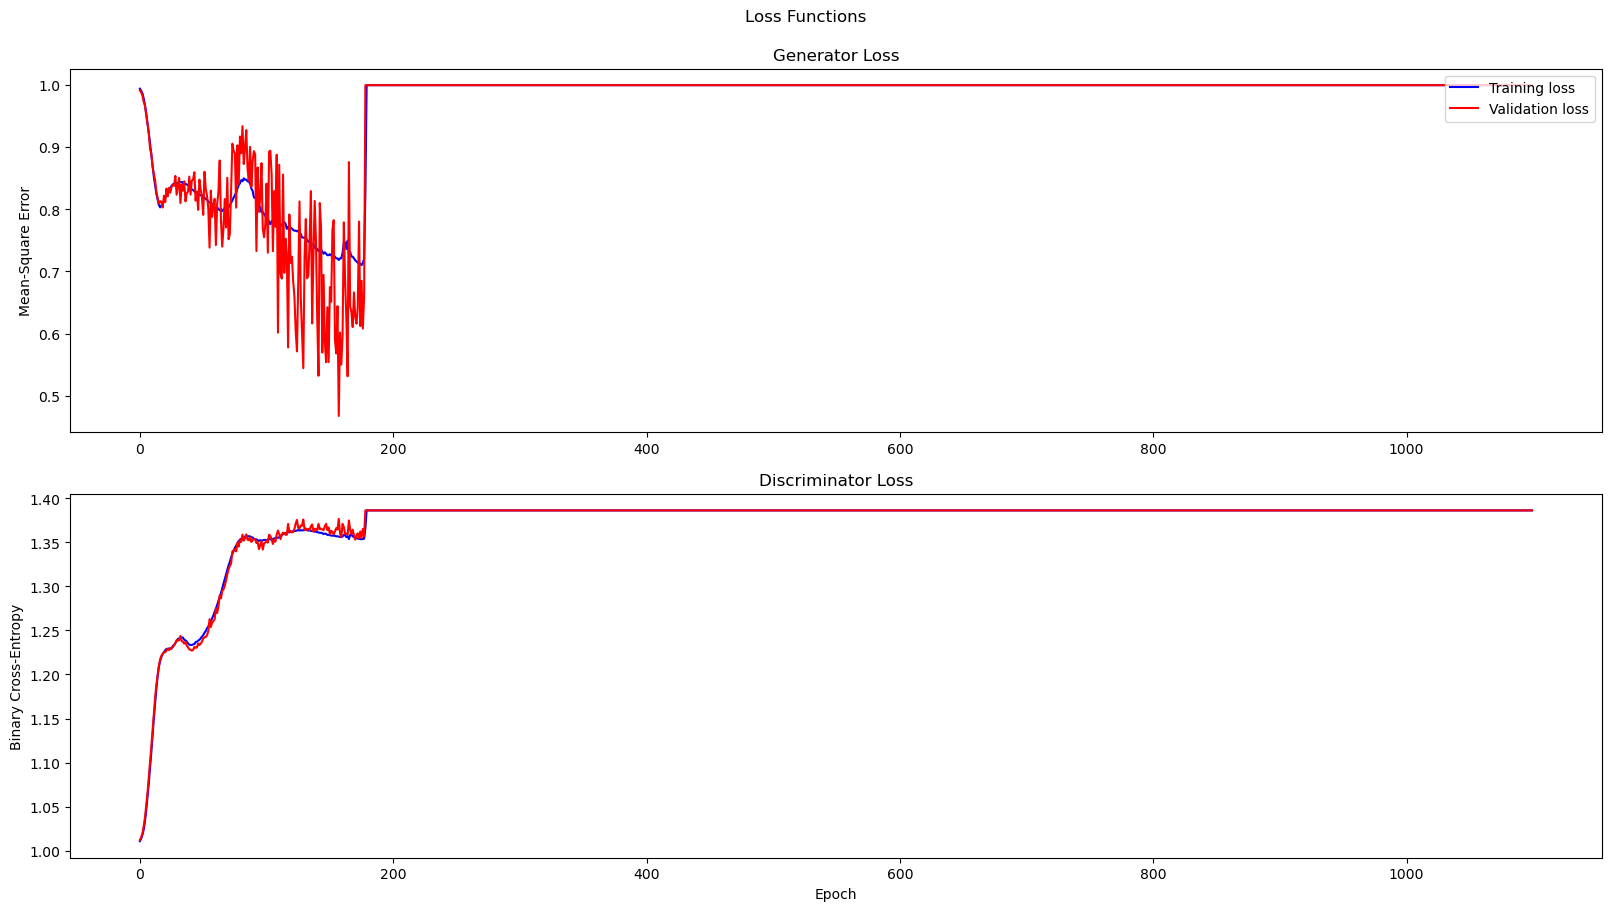 Loss Functions
Generator Loss
Mean-Square Error
1.0
0.9
0.8
0.7
0.6
0.5
Training loss
Validation loss
0 200 400 600 800 1000
Discriminator Loss
Binary Cross-Entropy
1.40
1.35
1.30
1.25
1.20
1.15
1.10
1.05
1.00
0 200 400 600 800 1000
Epoch